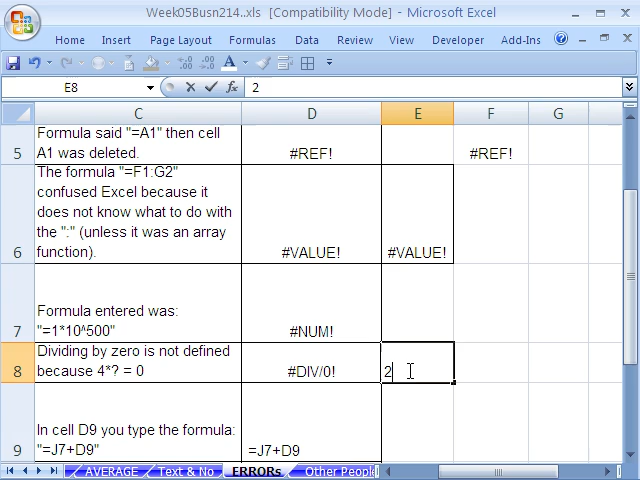 Week05Busn214..xls [Compatibility Mode] - Microsoft Excel
Home Insert Page Layout Formulas Data Review View Developer Add-Ins
E8 fx 2
C D E F G
5 Formula said "=A1" then cell
A1 was deleted. #REF! #REF!
The formula "=F1:G2"
confused Excel because it
does not know what to do with
the ":" (unless it was an array
6 function). #VALUE! #VALUE!
Formula entered was:
7 "=1*10^500" #NUM!
Dividing by zero is not defined
8 because 4*? = 0 #DIV/0! 2
In cell D9 you type the formula:
9 "=J7+D9" =J7+D9
AVERAGE Text & No ERRORs Other People